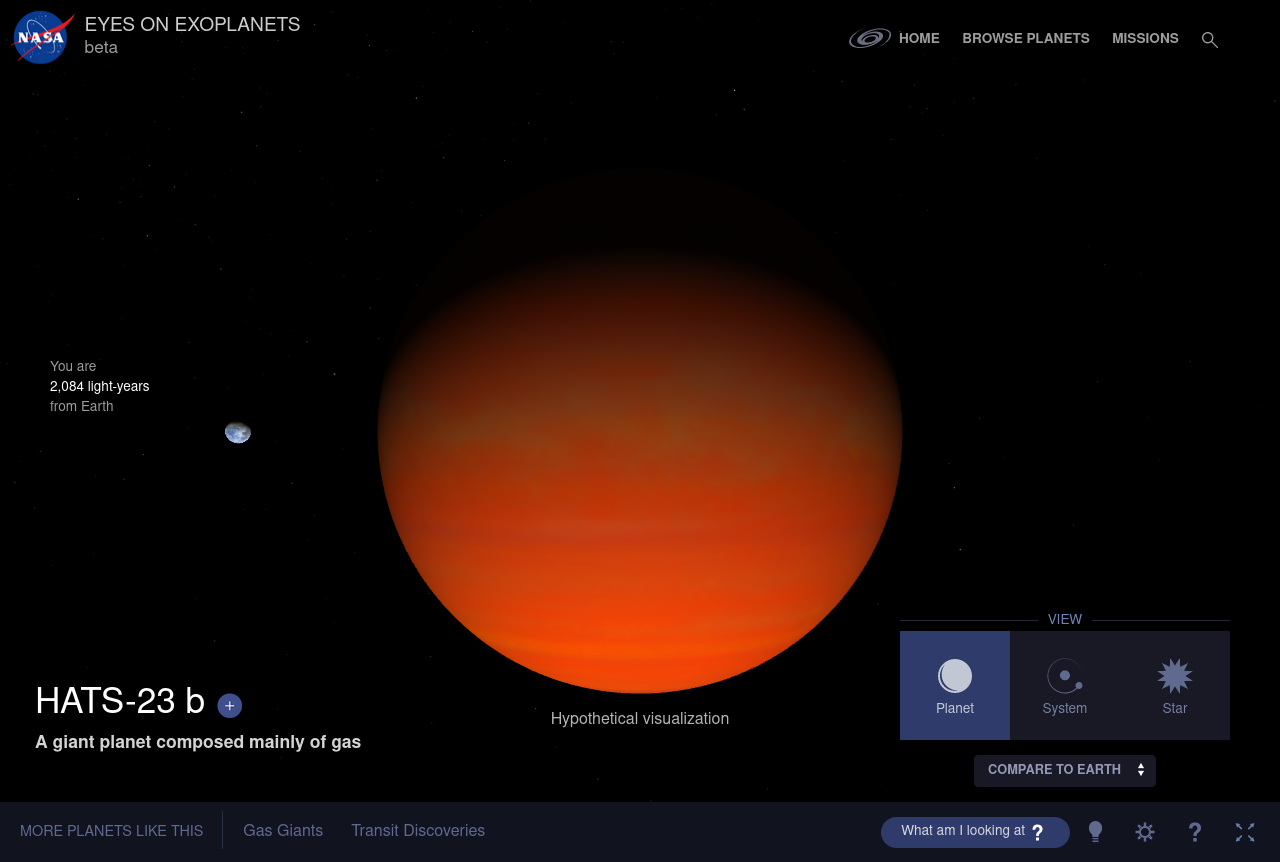 NASA
EYES ON EXOPLANETS
beta
HOME
BROWSE PLANETS
MISSIONS
You are
2,084 light-years
from Earth
HATS-23 b +
A giant planet composed mainly of gas
Hypothetical visualization
VIEW
Planet
System
Star
COMPARE TO EARTH
MORE PLANETS LIKE THIS
Gas Giants
Transit Discoveries
What am I looking at ?
?